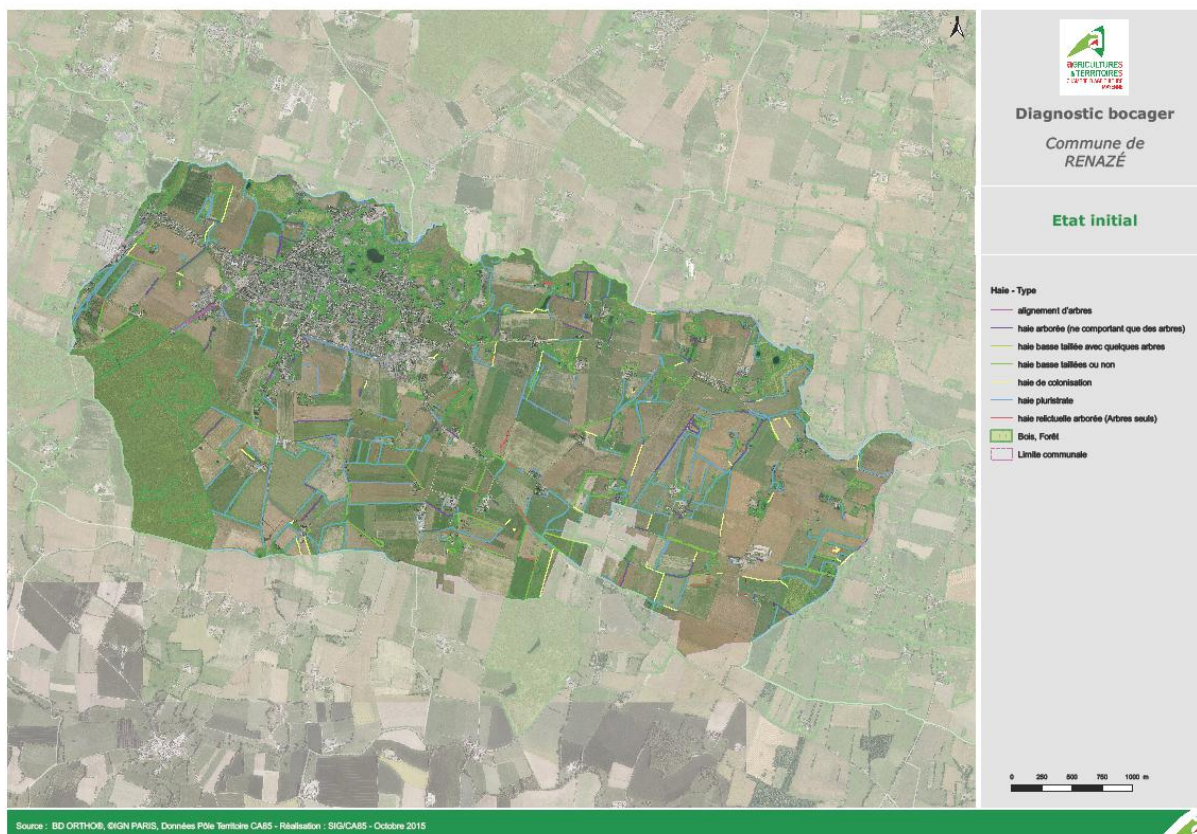 AGRICULTURES
& TERRITOIRES
CHAMBRE D'AGRICULTURE
MAYENNE
Diagnostic bocager
Commune de
RENAZÉ
Etat initial
Haie - Type
alignement d'arbres
haie arborée (ne comportant que des arbres)
haie basse taillée avec quelques arbres
haie basse taillées ou non
haie de colonisation
haie pluristrate
haie relictuelle arborée (Arbres seuls)
Bois, Forêt
Limite communale
0 250 500 750 1000 m
Source : BD ORTHO®, ©IGN PARIS, Données Pôle Territoire CA85 - Réalisation : SIG/CA85 - Octobre 2015